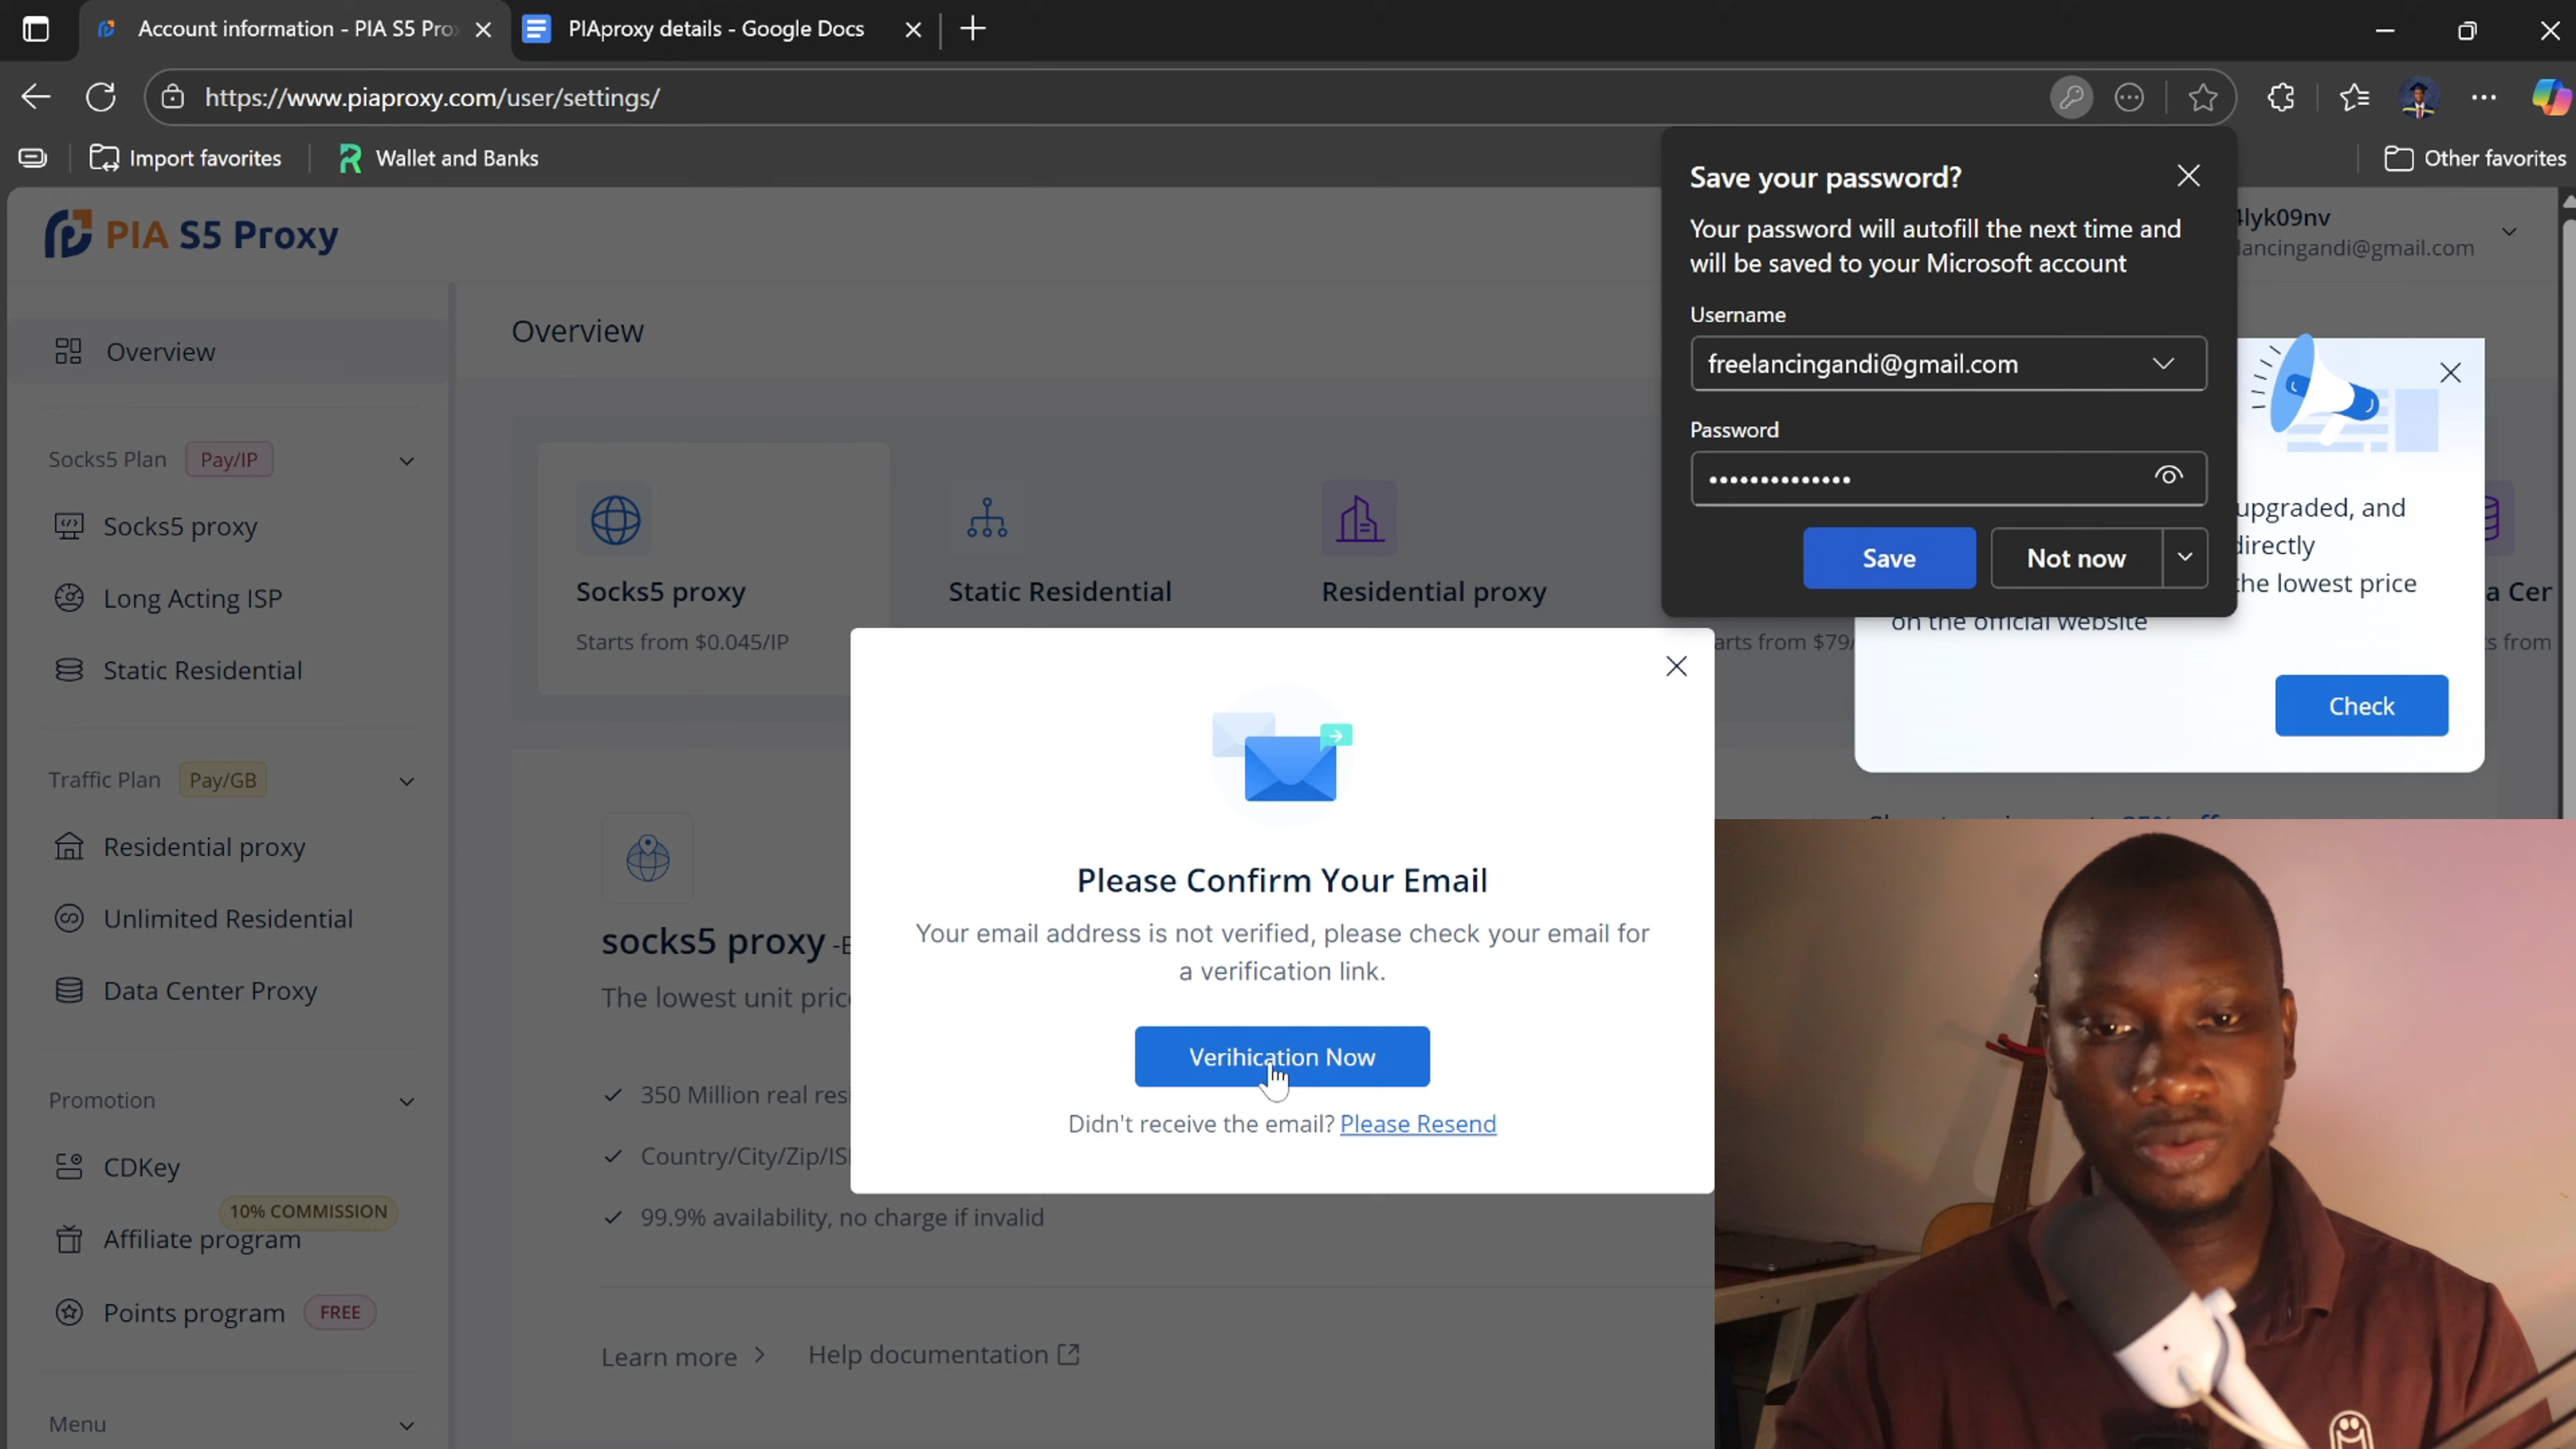 Account information - PIA S5 Pro
PIAproxy details - Google Docs
https://www.piaproxy.com/user/settings/
Import favorites
Wallet and Banks
Other favorites
PIA S5 Proxy
4lyk09nv
lancingandi@gmail.com
Save your password?
Your password will autofill the next time and
will be saved to your Microsoft account
Username
freelancingandi@gmail.com
Password
••••••••••••••
Save
Not now
Overview
Socks5 Plan Pay/IP
Socks5 proxy
Long Acting ISP
Static Residential
Traffic Plan Pay/GB
Residential proxy
Unlimited Residential
Data Center Proxy
Promotion
CDKey
10% COMMISSION
Affiliate program
Points program FREE
Menu
Overview
Socks5 proxy
Starts from $0.045/IP
Static Residential
Residential proxy
arts from $79/
a Cer
s from
upgraded, and
directly
the lowest price
on the official website
Check
socks5 proxy
The lowest unit price
350 Million real resi
Country/City/Zip/IS
99.9% availability, no charge if invalid
Learn more
Help documentation
Please Confirm Your Email
Your email address is not verified, please check your email for
a verification link.
Verihication Now
Didn't receive the email? Please Resend